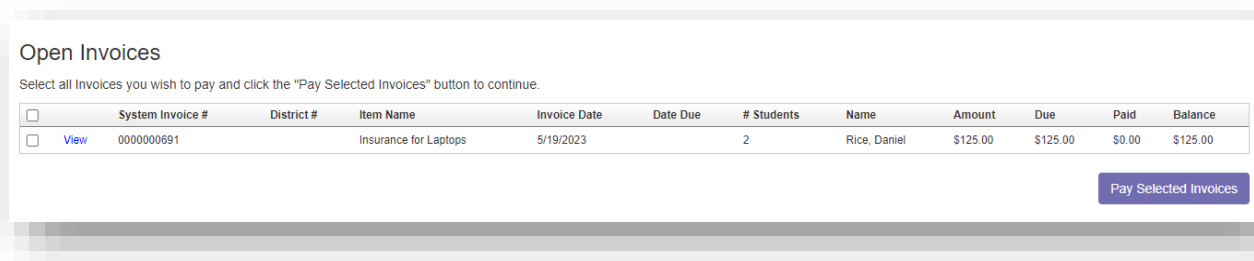 Open Invoices
Select all Invoices you wish to pay and click the "Pay Selected Invoices" button to continue.
System Invoice # District # Item Name Invoice Date Date Due # Students Name Amount Due Paid Balance
View 0000000691 Insurance for Laptops 5/19/2023 2 Rice, Daniel $125.00 $125.00 $0.00 $125.00
Pay Selected Invoices